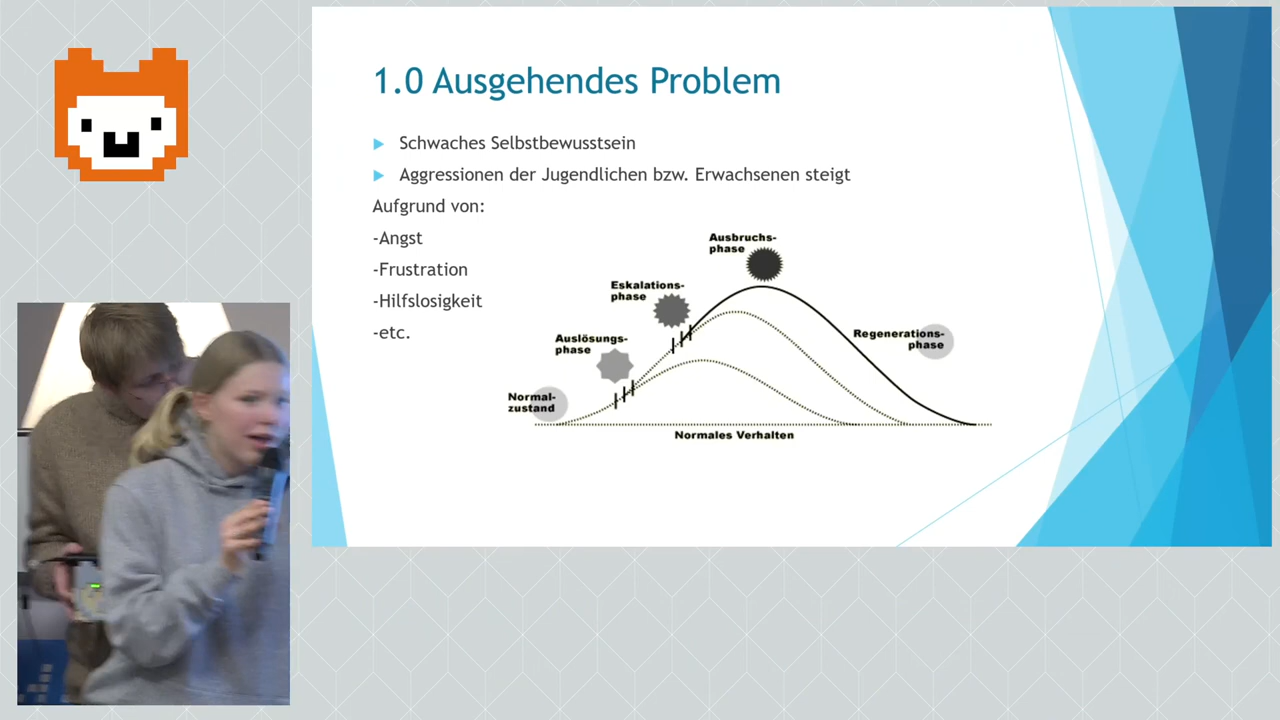 1.0 Ausgehendes Problem
Schwaches Selbstbewusstsein
Aggressionen der Jugendlichen bzw. Erwachsenen steigt
Aufgrund von:
-Angst
-Frustration
-Hilfslosigkeit
-etc.
Ausbruchs-
phase
Eskalations-
phase
Auslösungs-
phase
Regenerations-
phase
Normal-
zustand
Normales Verhalten